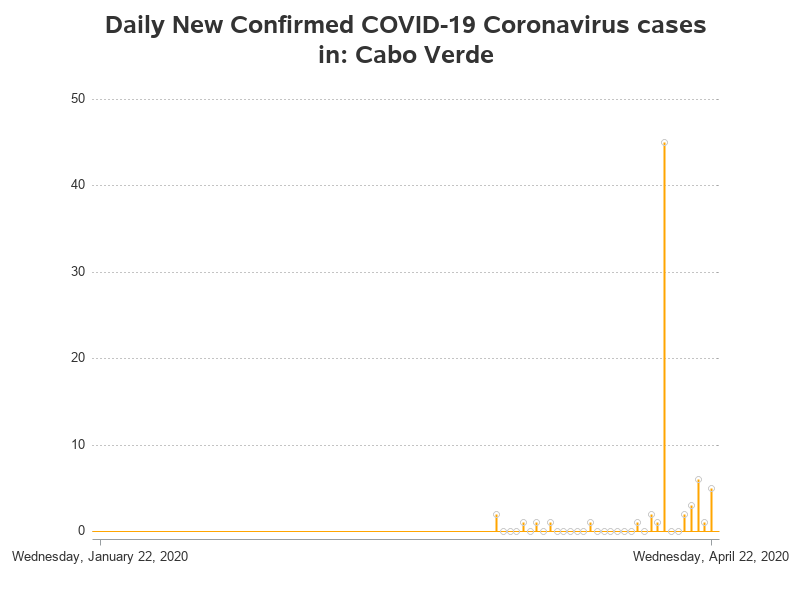 Daily New Confirmed COVID-19 Coronavirus cases
in: Cabo Verde
50
40
30
20
10
0
Wednesday, January 22, 2020
Wednesday, April 22, 2020